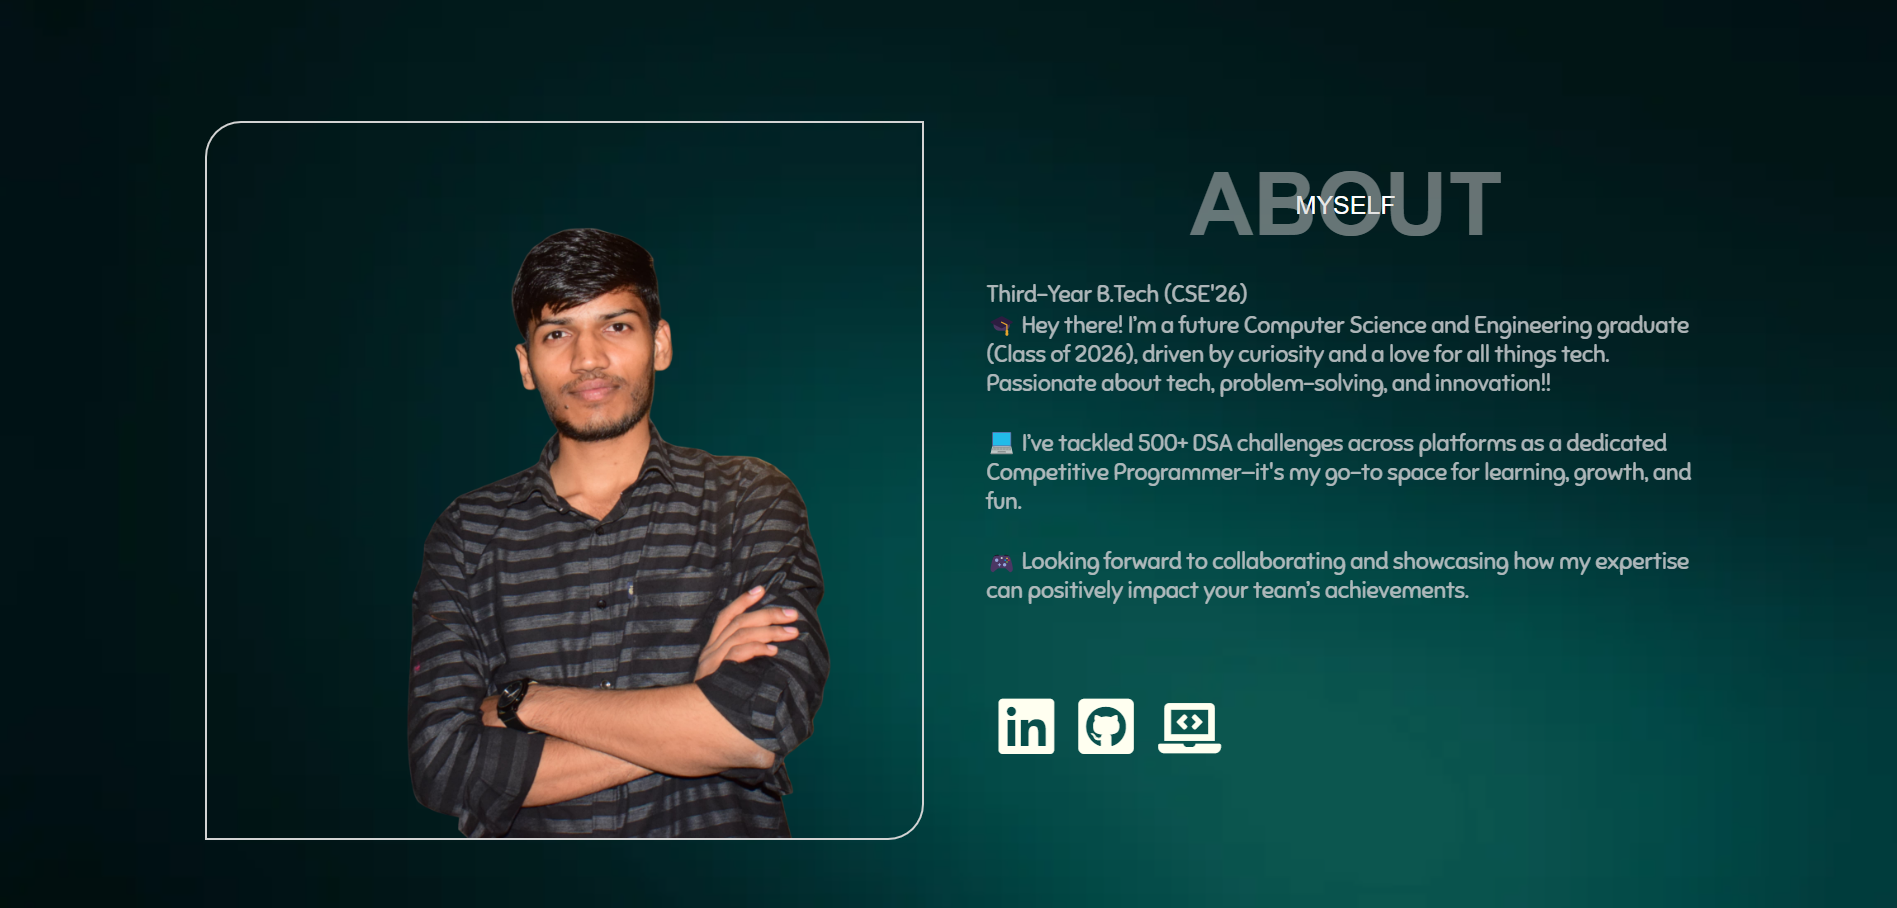 ABOUT
MYSELF
Third-Year B.Tech (CSE'26)
🎓 Hey there! I'm a future Computer Science and Engineering graduate
(Class of 2026), driven by curiosity and a love for all things tech.
Passionate about tech, problem-solving, and innovation!!
💻 I've tackled 500+ DSA challenges across platforms as a dedicated
Competitive Programmer—it's my go-to space for learning, growth, and
fun.
🎮 Looking forward to collaborating and showcasing how my expertise
can positively impact your team's achievements.
in